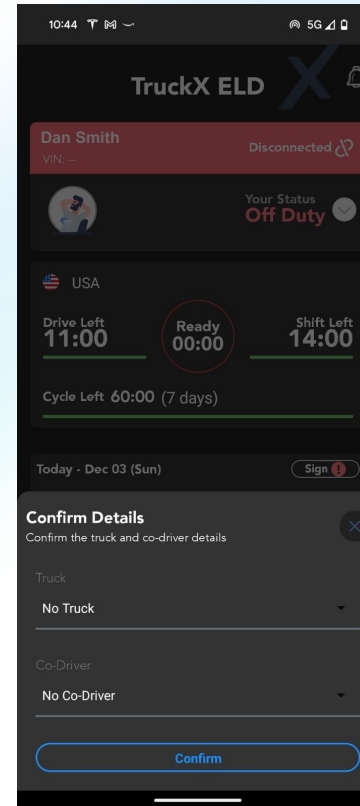 10:44 5G
TruckX ELD
Dan Smith
VIN: --
Disconnected
Your Status
Off Duty
USA
Drive Left
11:00
Ready
00:00
Shift Left
14:00
Cycle Left 60:00 (7 days)
Today - Dec 03 (Sun) Sign
Confirm Details
Confirm the truck and co-driver details
Truck
No Truck
Co-Driver
No Co-Driver
Confirm